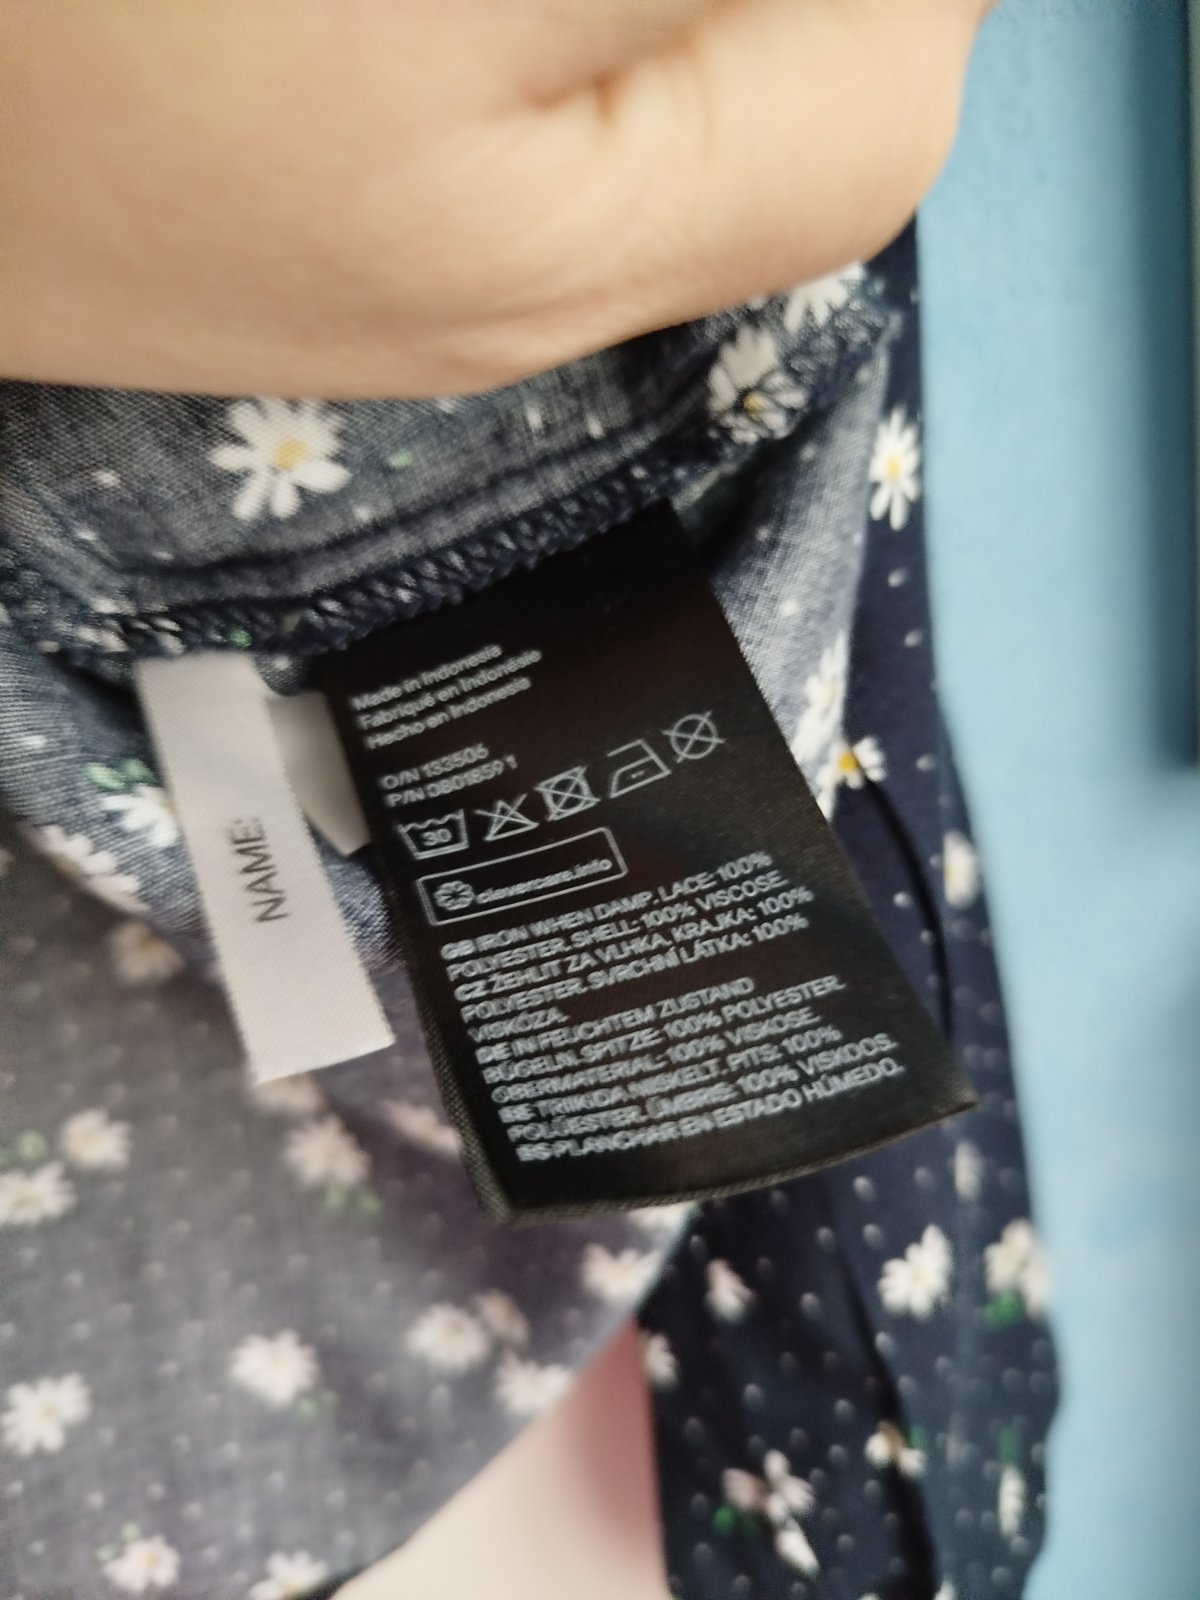 Made in Indonesia
Fabriqué en Indonésie
Hecho en Indonesia
O/N 133506
P/N 0801859 1
30
clevercare.info
GB IRON WHEN DAMP. LACE: 100%
POLYESTER. SHELL: 100% VISCOSE
CZ ŽEHLIT ZA VLHKA. KRAJKA: 100%
POLYESTER. SVRCHNÍ LÁTKA: 100%
VISKÓZA.
DE IN FEUCHTEM ZUSTAND
BÜGELN. SPITZE: 100% POLYESTER.
OBERMATERIAL: 100% VISKOSE.
EE TRIIKIDA NIISKELT. PITS: 100%
POLÜESTER. ÜMBRIS: 100% VISKOOS.
ES PLANCHAR EN ESTADO HÚMEDO.
NAME: